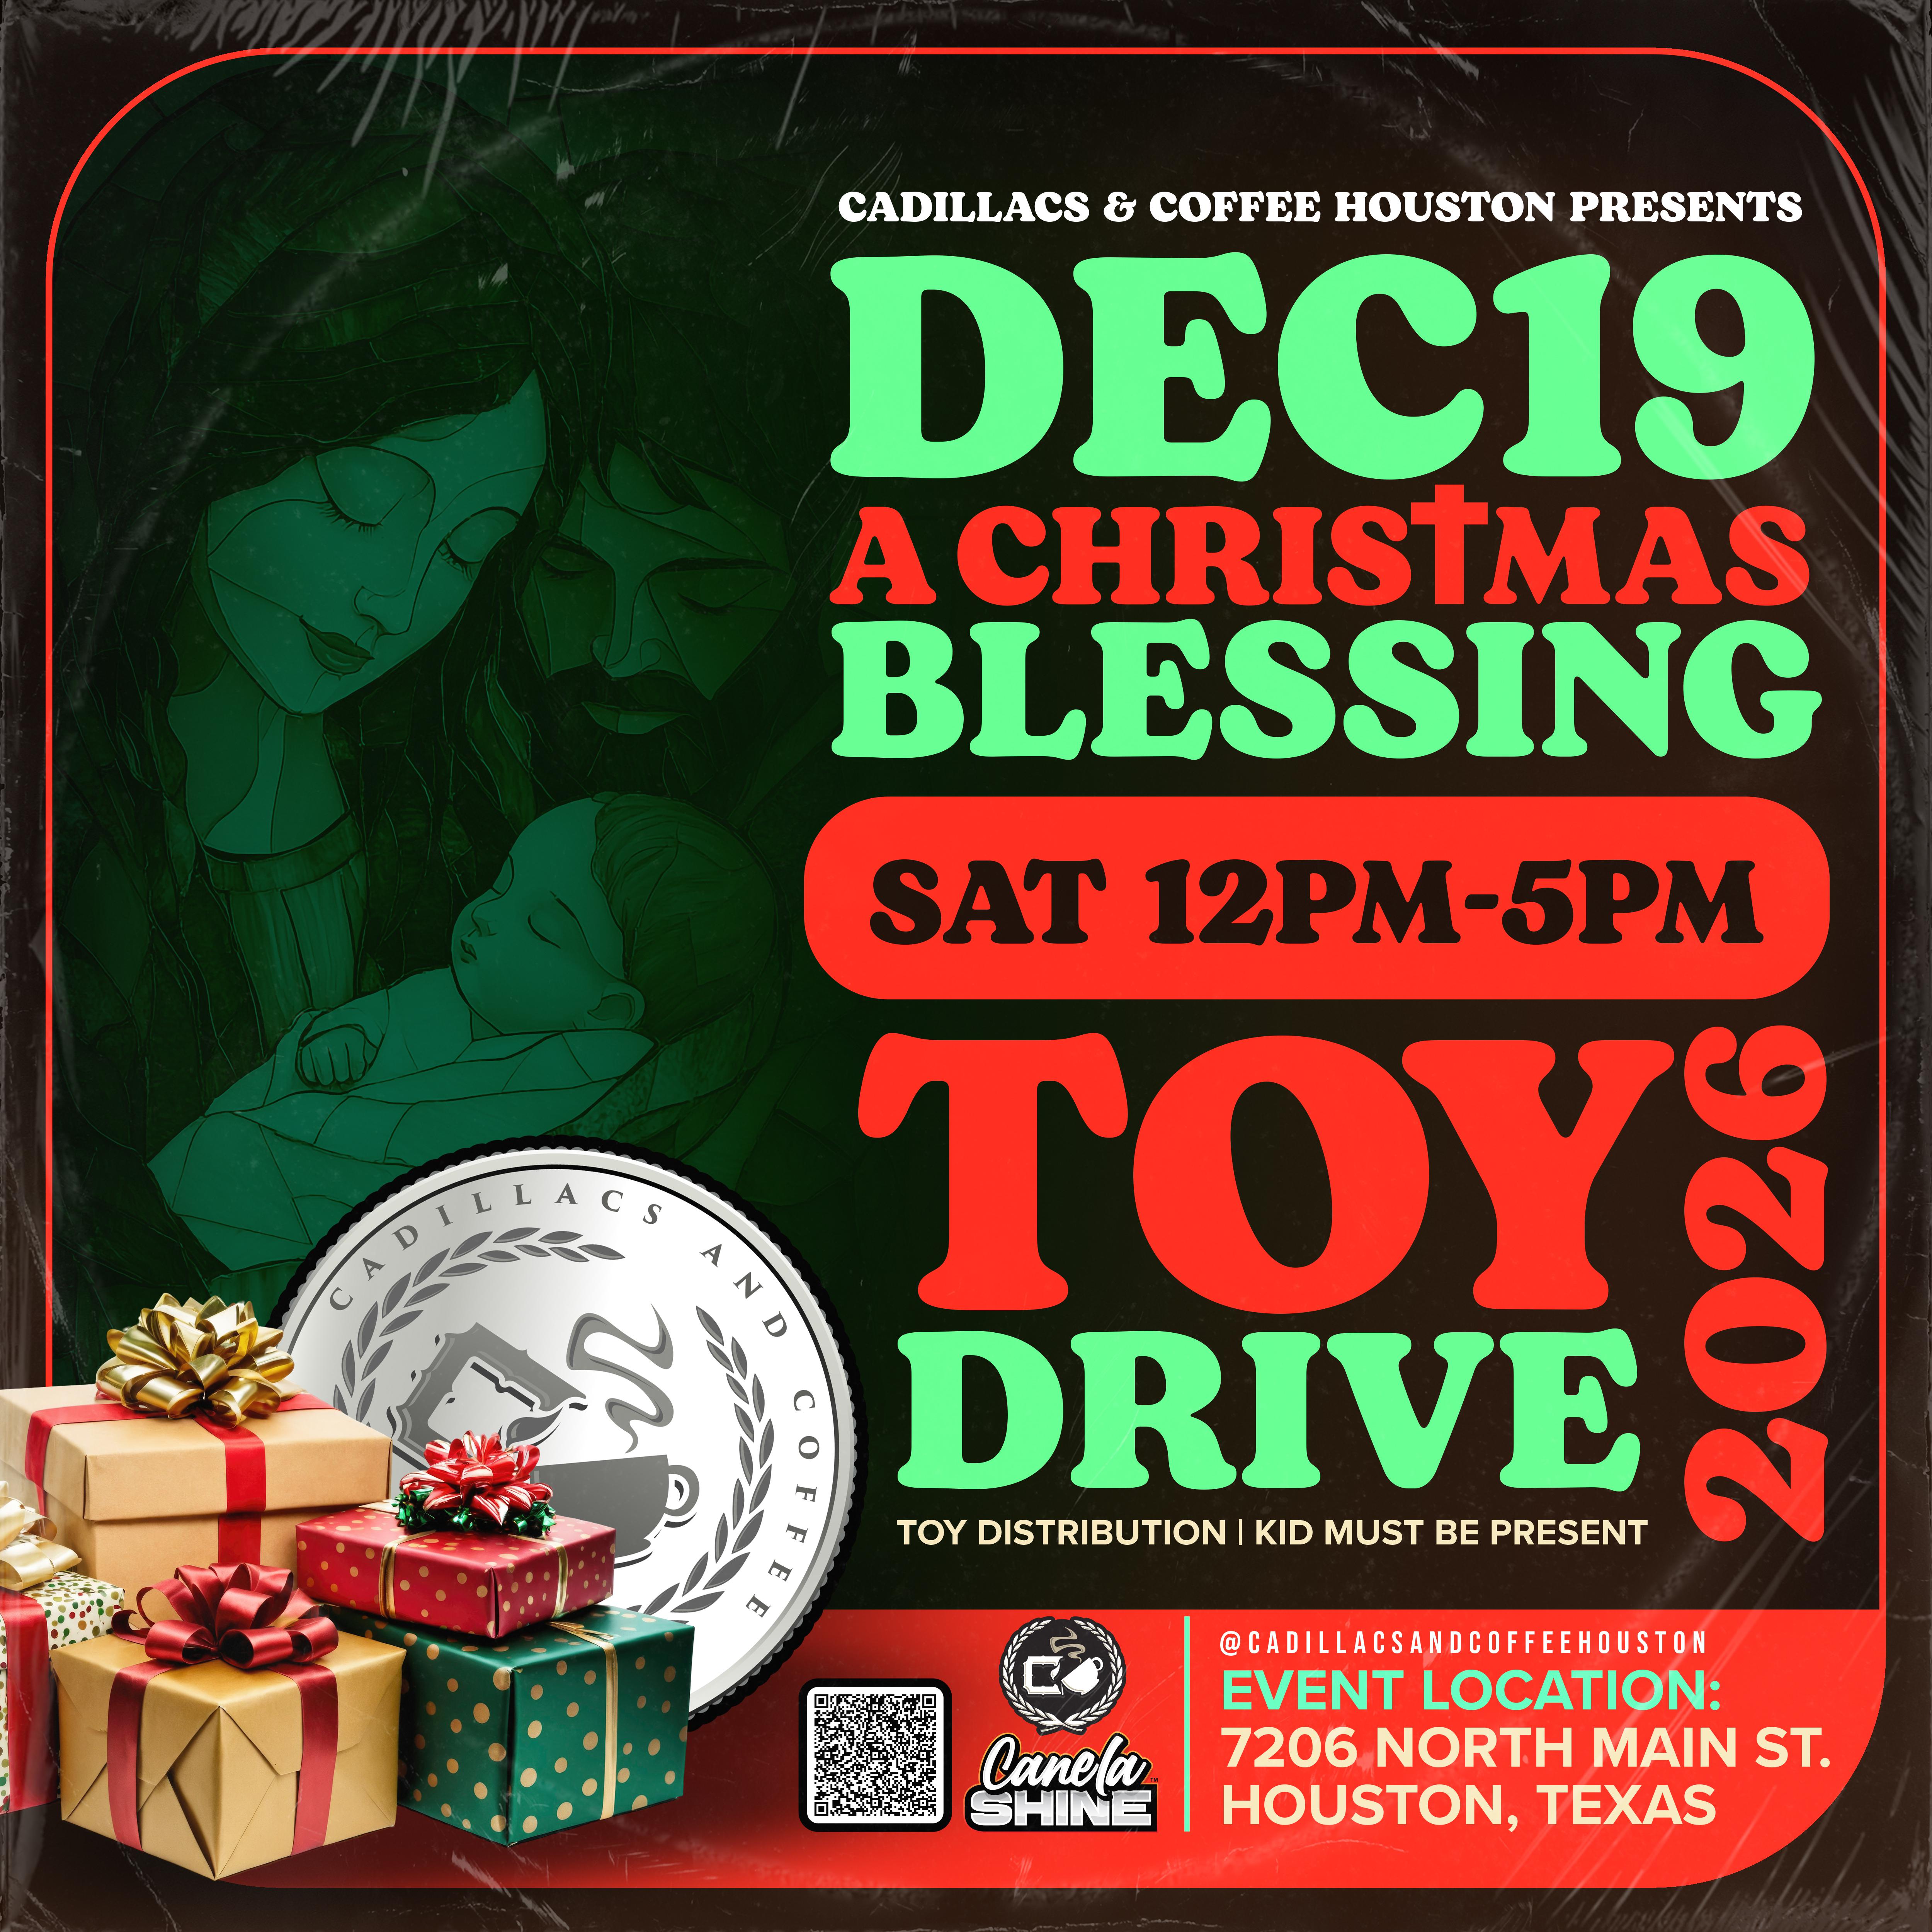 CADILLACS & COFFEE HOUSTON PRESENTS
DEC19
A CHRISTMAS
BLESSING
SAT 12PM-5PM
TOY
DRIVE
2026
TOY DISTRIBUTION | KID MUST BE PRESENT
CADILLACS AND COFFEE
Canela
SHINE™
@CADILLACSANDCOFFEEHOUSTON
EVENT LOCATION:
7206 NORTH MAIN ST.
HOUSTON, TEXAS